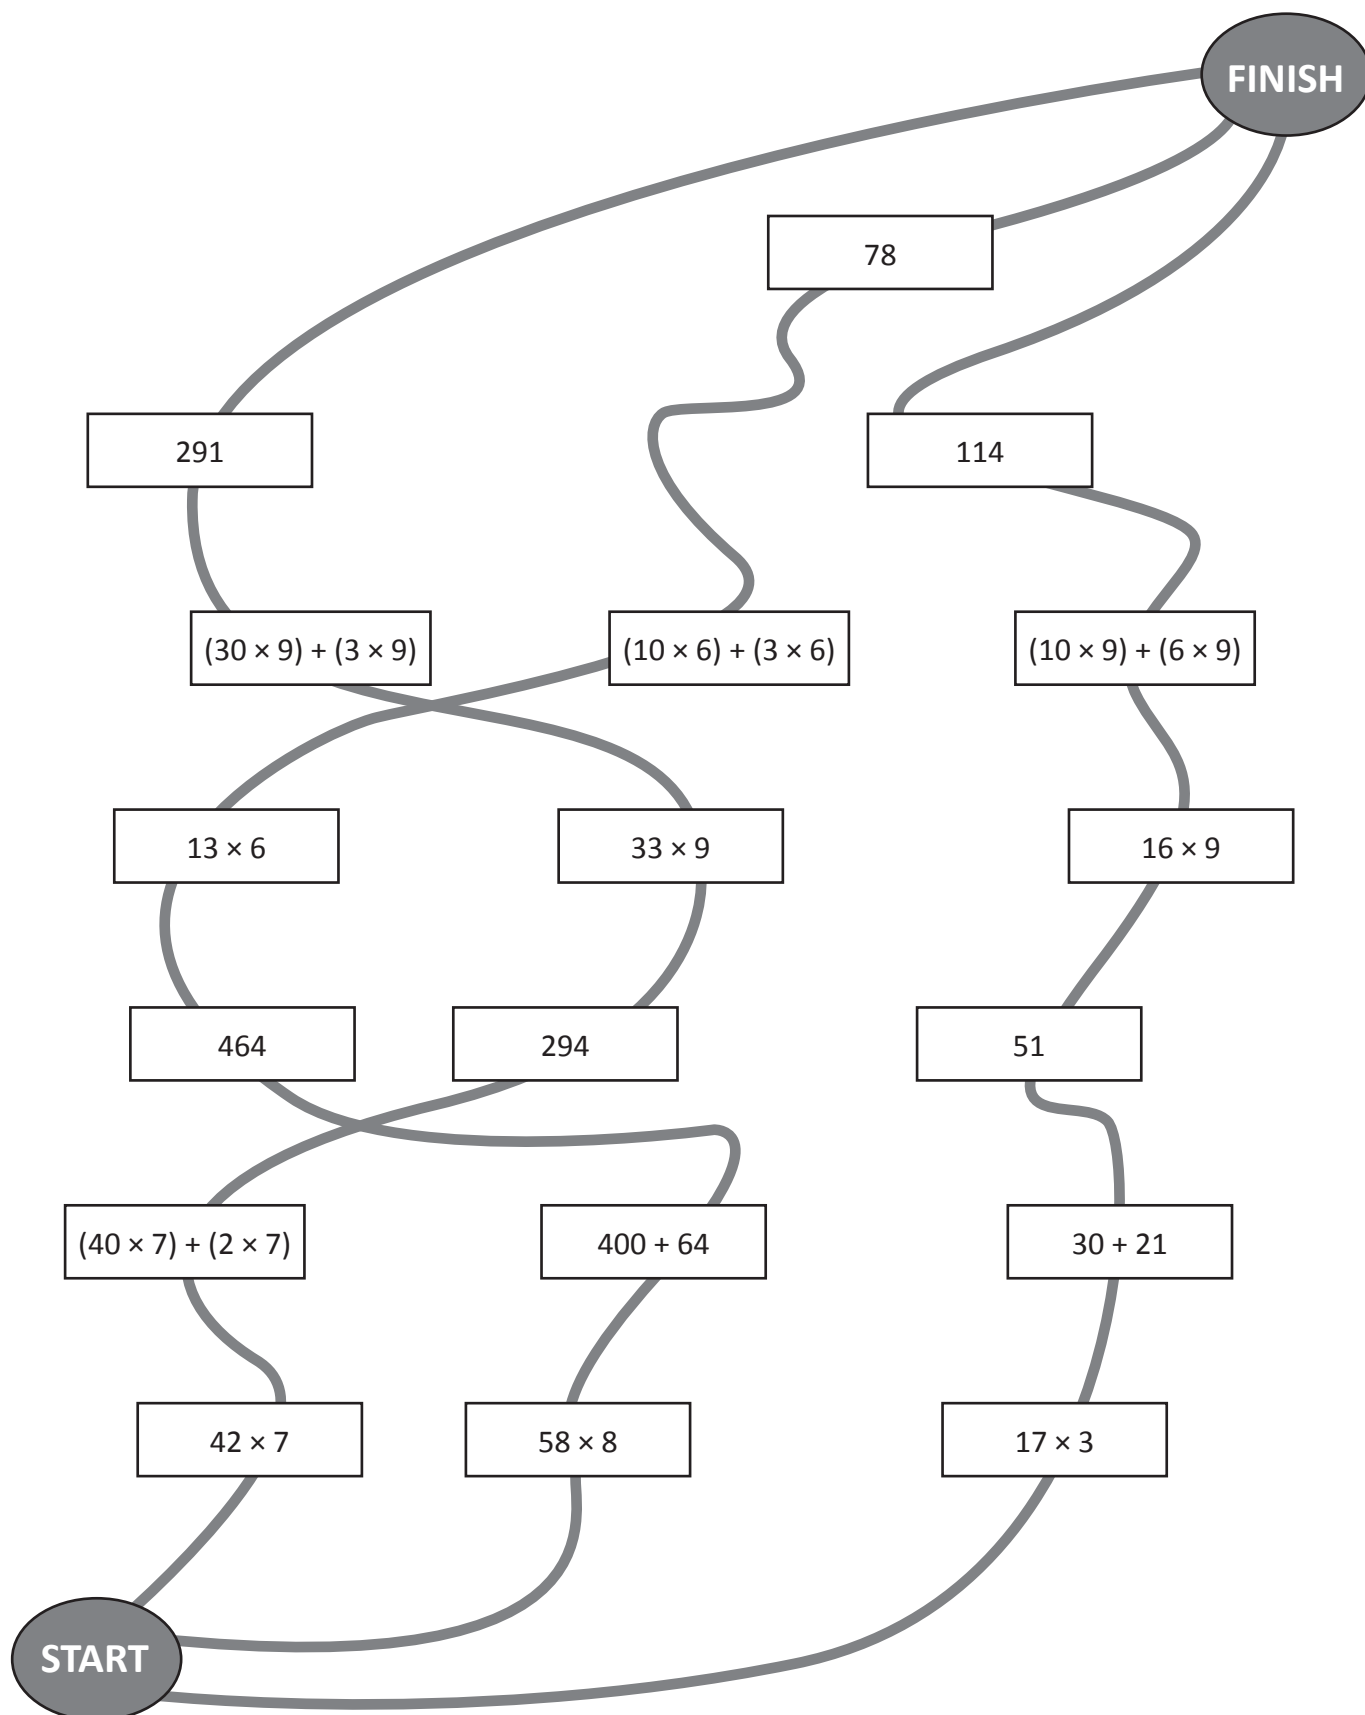 FINISH
78
291
114
(30 × 9) + (3 × 9)
(10 × 6) + (3 × 6)
(10 × 9) + (6 × 9)
13 × 6
33 × 9
16 × 9
464
294
51
(40 × 7) + (2 × 7)
400 + 64
30 + 21
42 × 7
58 × 8
17 × 3
START